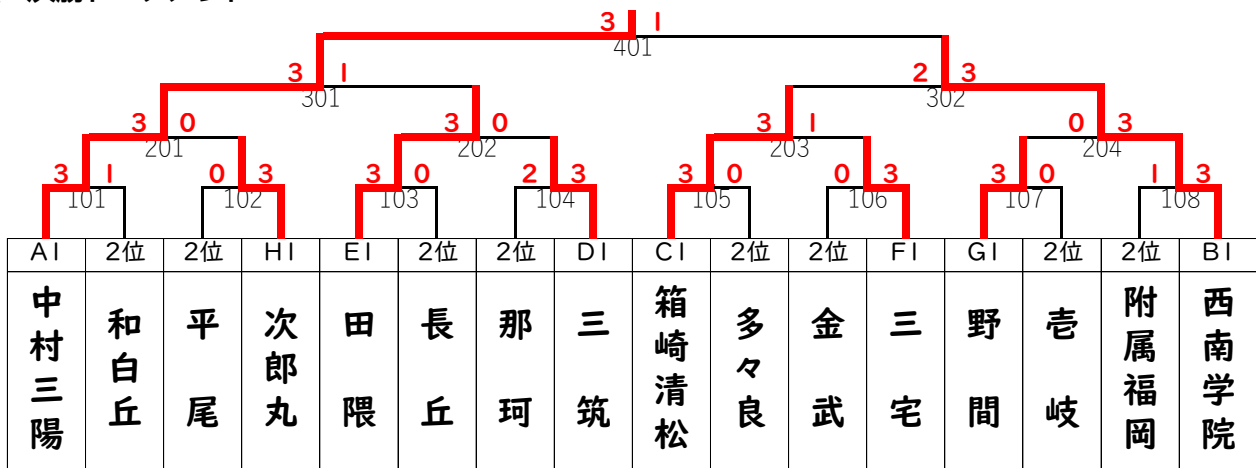 3 1
401
3 1 2 3
301 302
3 0 3 0 3 1 0 3
201 202 203 204
3 1 0 3 3 0 2 3 3 0 0 3 3 0 1 3
101 102 103 104 105 106 107 108
A1 2位 2位 H1 E1 2位 2位 D1 C1 2位 2位 F1 G1 2位 2位 B1
中村三陽 和白丘 平尾 次郎丸 田隈 長丘 那珂 三筑 箱崎清松 多々良 金武 三宅 野間 壱岐 附属福岡 西南学院